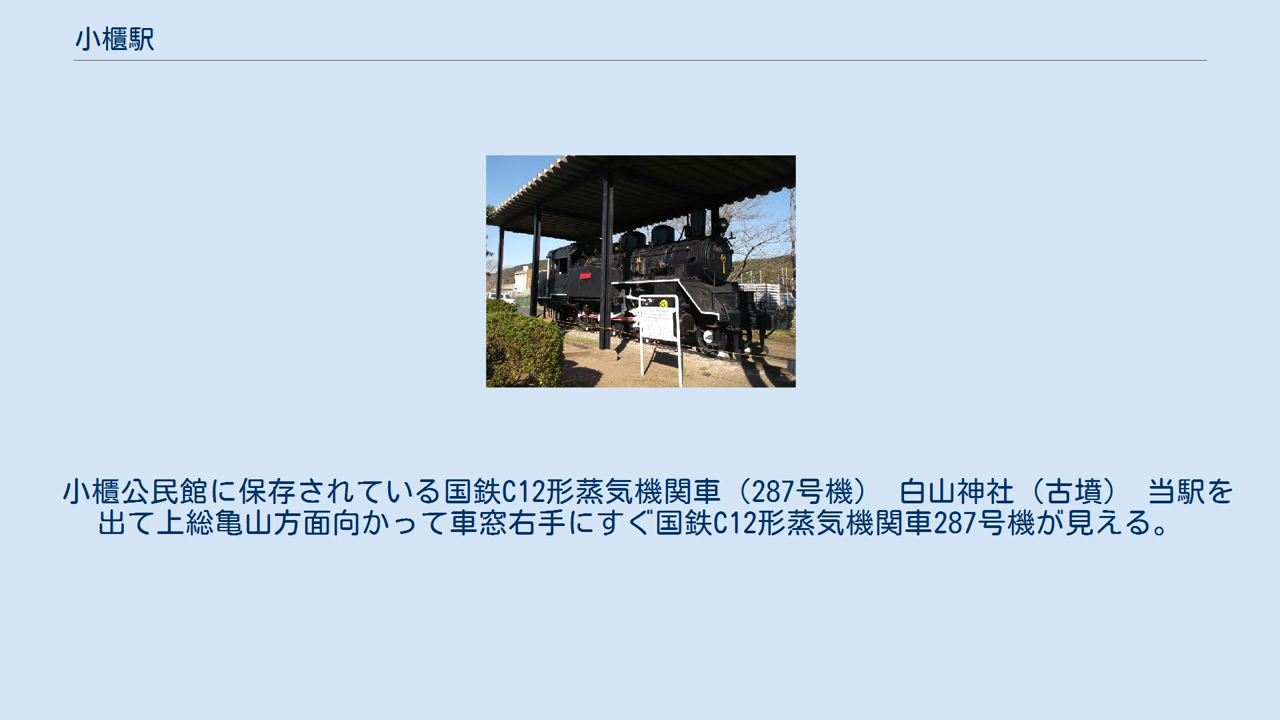 小櫃駅
小櫃公民館に保存されている国鉄C12形蒸気機関車（287号機）　白山神社（古墳）　当駅を
出て上総亀山方面向かって車窓右手にすぐ国鉄C12形蒸気機関車287号機が見える。